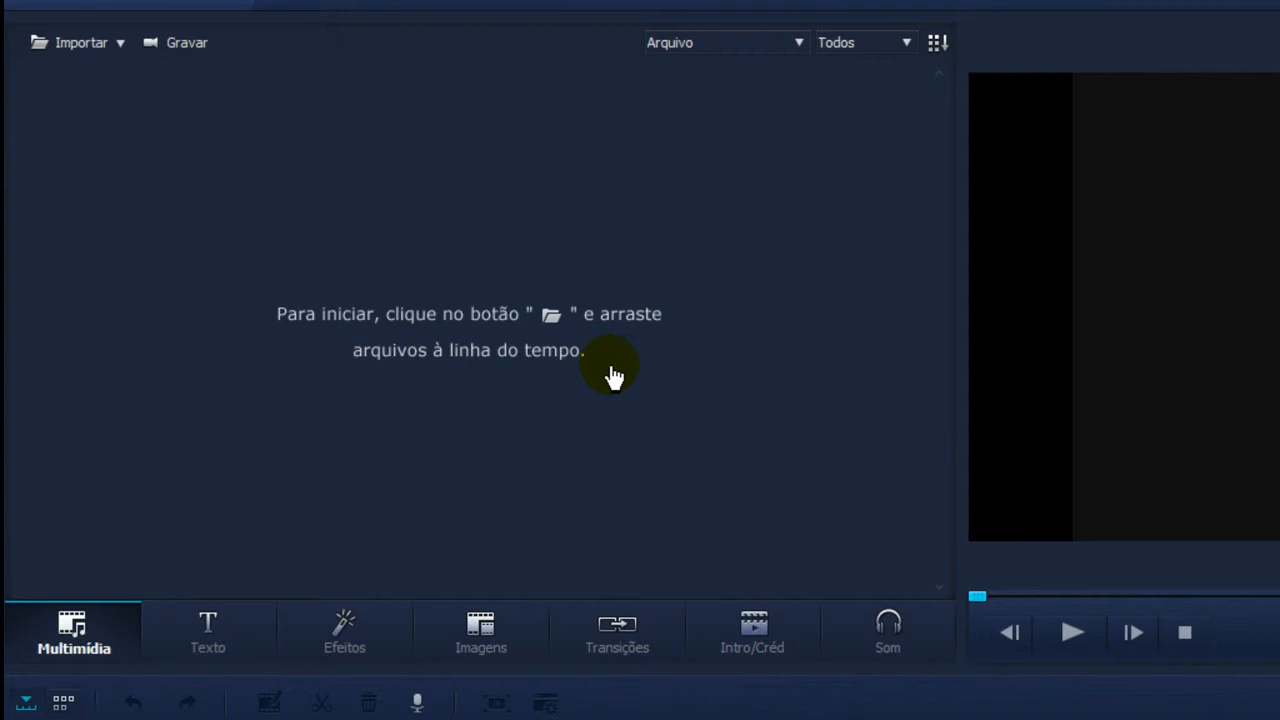 Importar
Gravar
Arquivo
Todos
Para iniciar, clique no botão " " e arraste
arquivos à linha do tempo.
Multimídia
Texto
Efeitos
Imagens
Transições
Intro/Créd
Som